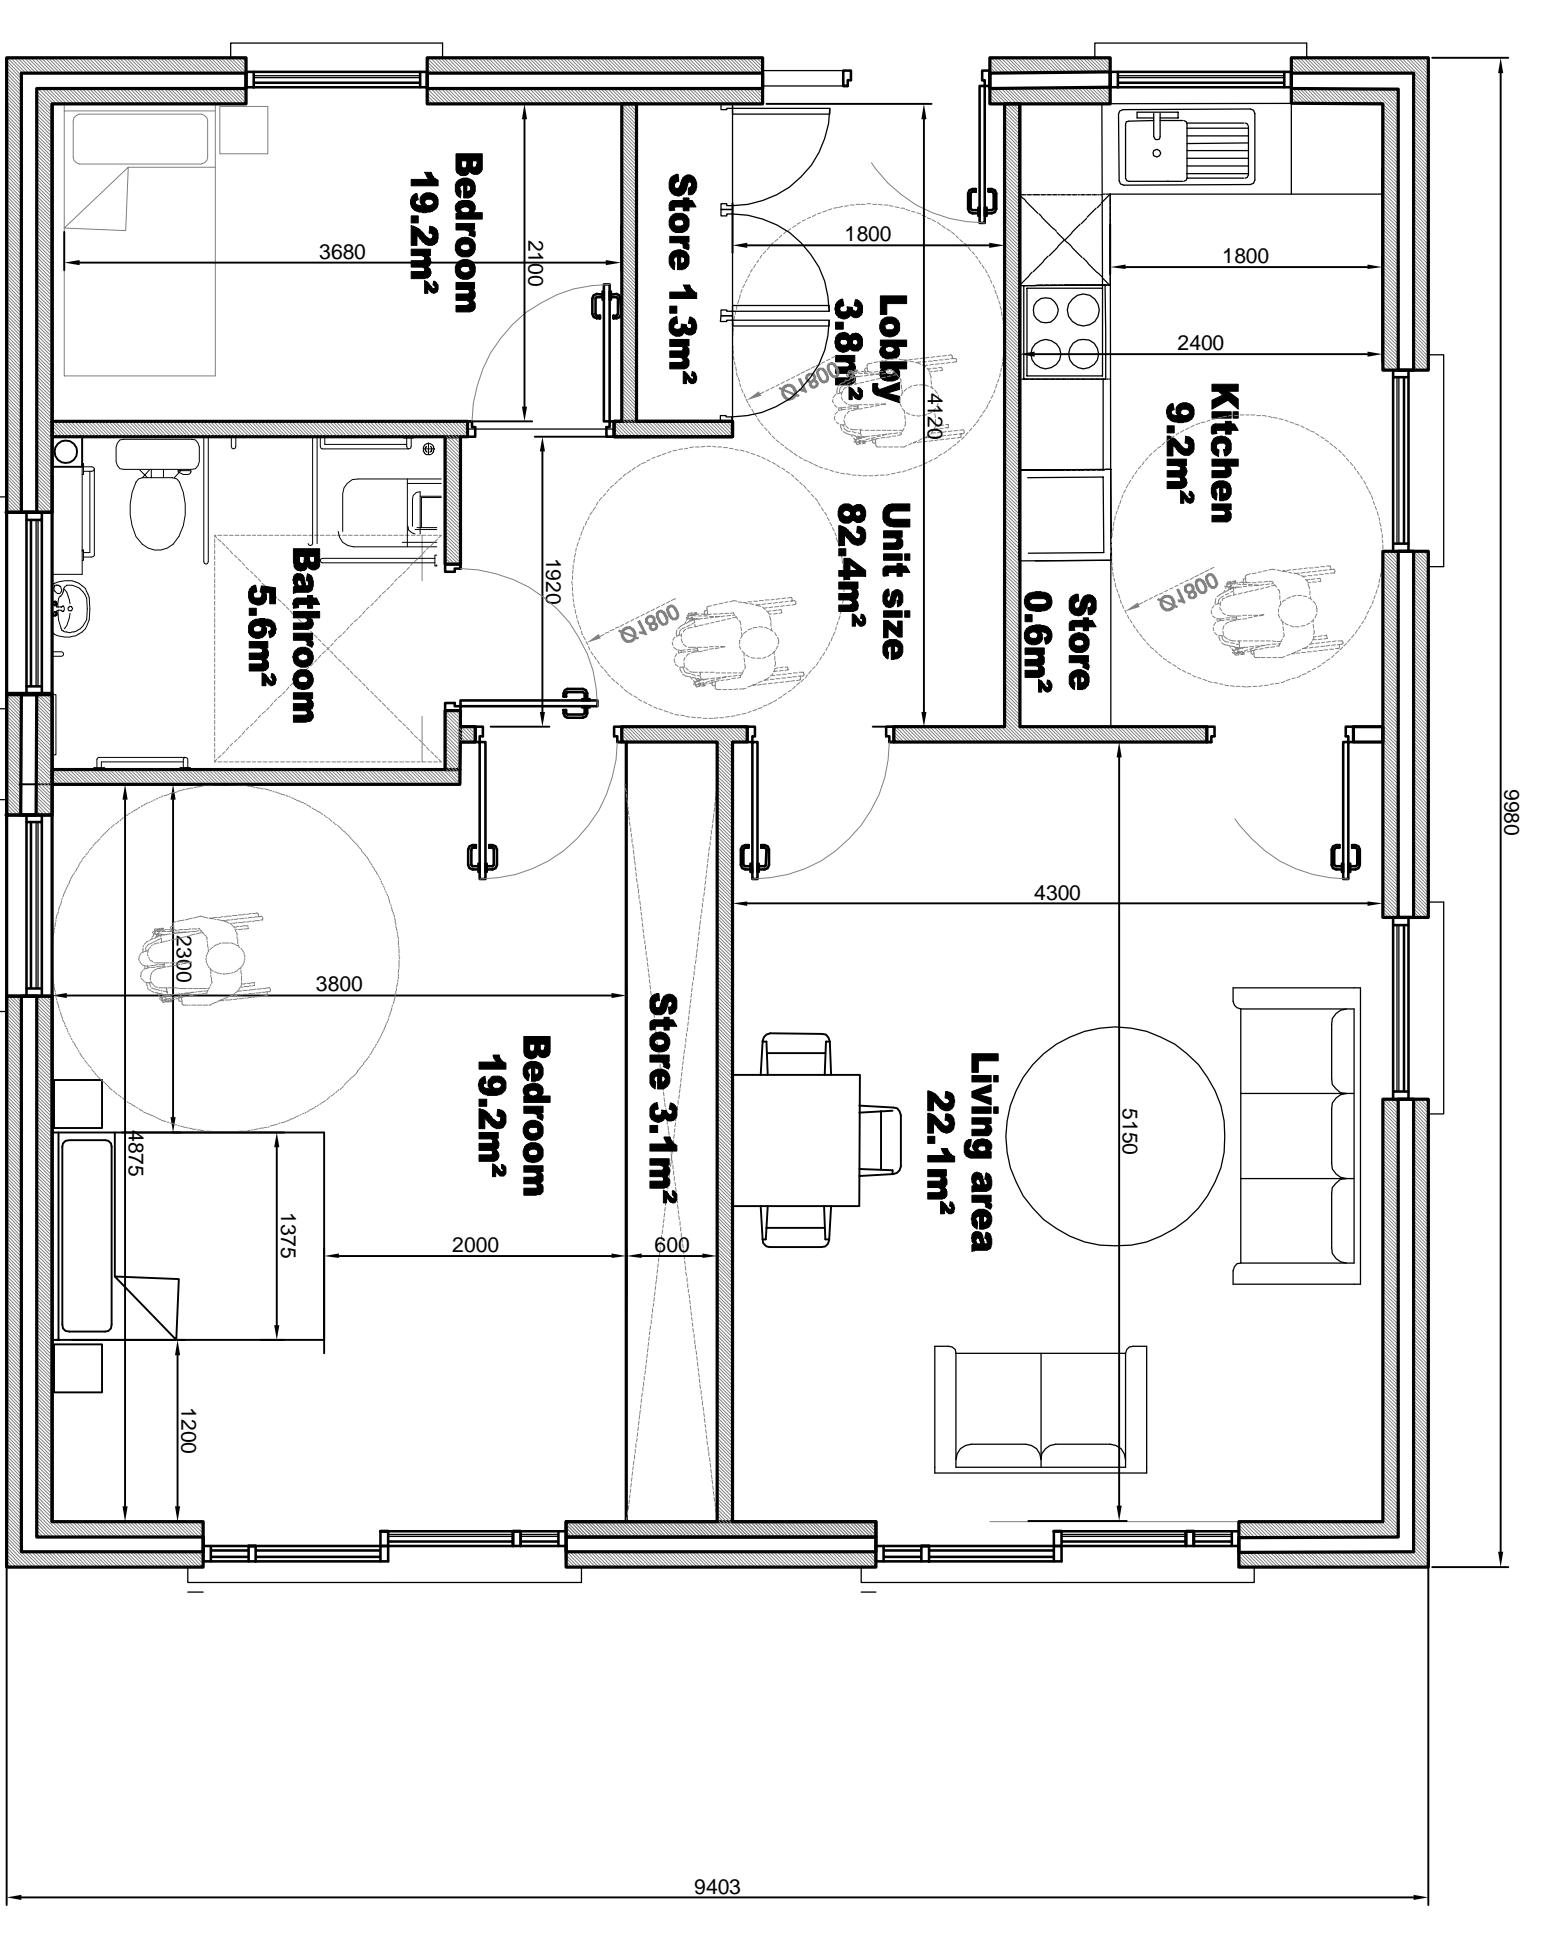 Bedroom
19.2m²
3680
2100
Store 1.3m²
1800
Lobby
3.8m²
Ø1800
4120
1800
2400
Kitchen
9.2m²
Ø1800
Store
0.6m²
Unit size
82.4m²
Ø1800
1920
Bathroom
5.6m²
9980
2300
3800
4875
Bedroom
19.2m²
1375
2000
1200
Store 3.1m²
600
4300
5150
Living area
22.1m²
9403